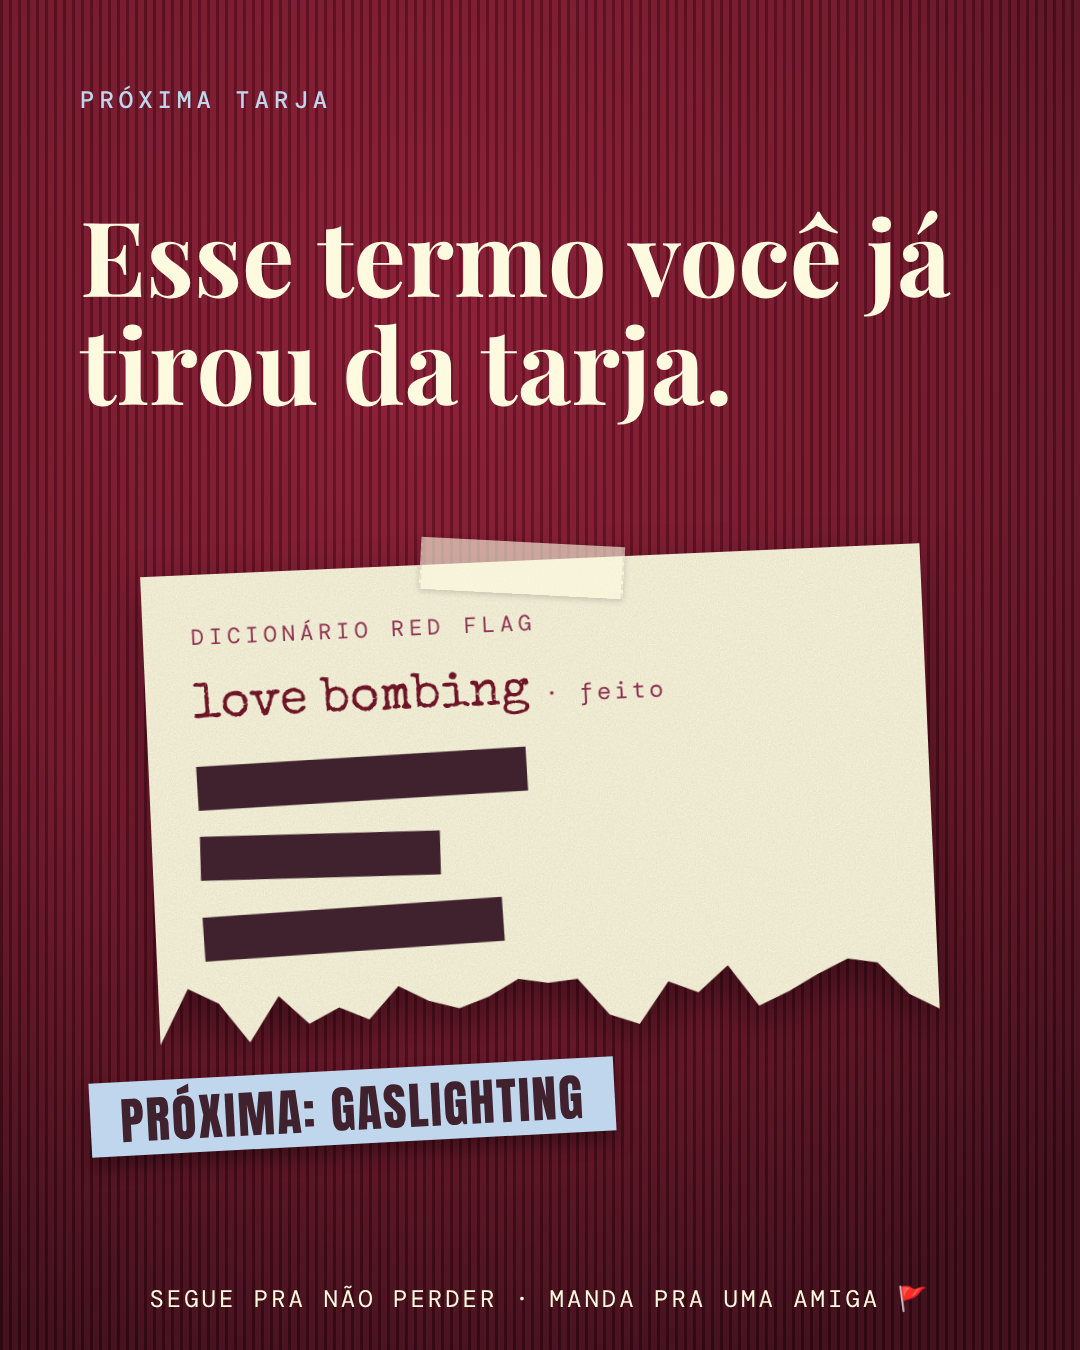 PRÓXIMA TARJA
Esse termo você já
tirou da tarja.
DICIONÁRIO RED FLAG
love bombing · feito
PRÓXIMA: GASLIGHTING
SEGUE PRA NÃO PERDER · MANDA PRA UMA AMIGA 🚩